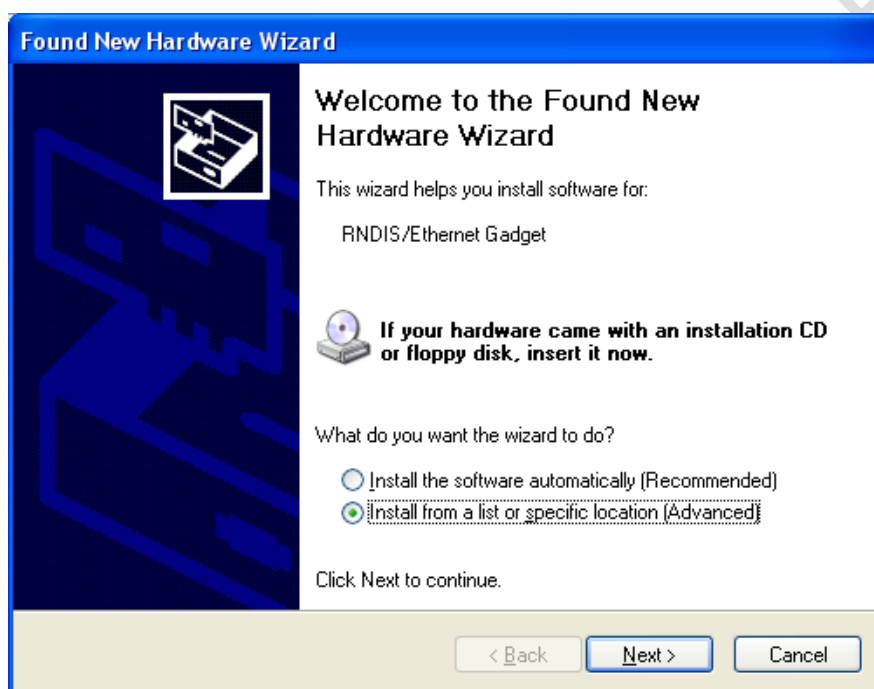 Found New Hardware Wizard
Welcome to the Found New
Hardware Wizard
This wizard helps you install software for:
RNDIS/Ethernet Gadget
If your hardware came with an installation CD
or floppy disk, insert it now.
What do you want the wizard to do?
Install the software automatically (Recommended)
Install from a list or specific location (Advanced)
Click Next to continue.
< Back Next > Cancel